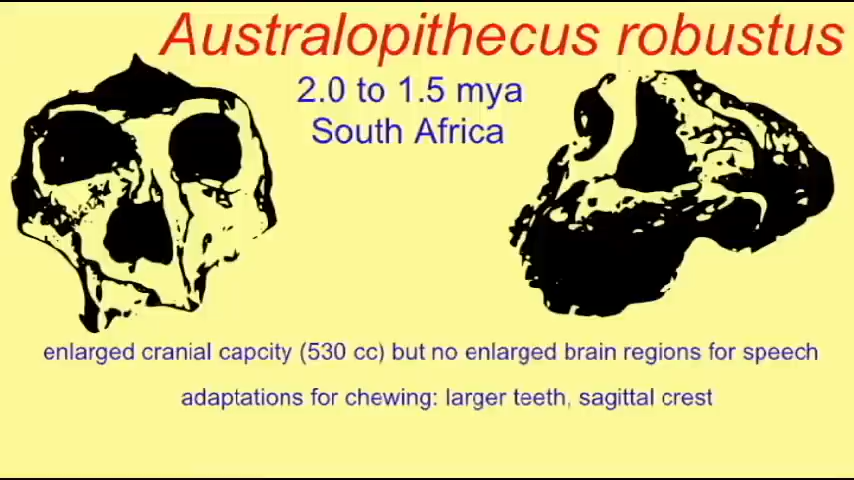 Australopithecus robustus
2.0 to 1.5 mya
South Africa
enlarged cranial capcity (530 cc) but no enlarged brain regions for speech
adaptations for chewing: larger teeth, sagittal crest